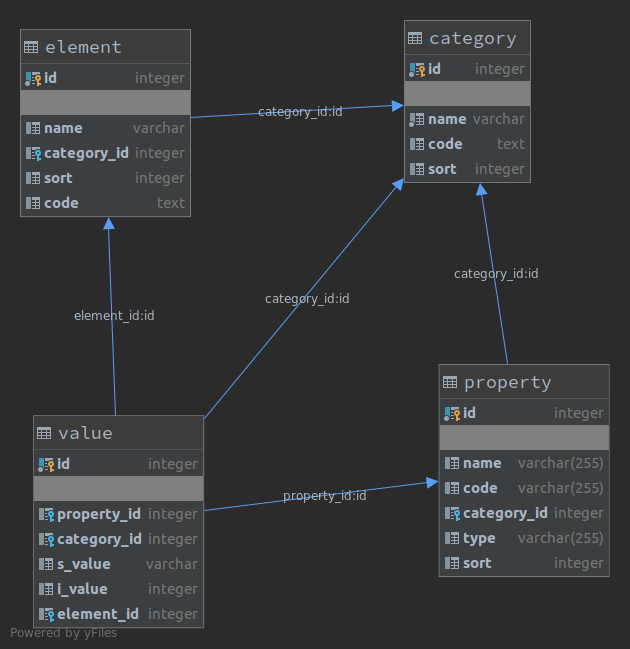 element
id integer
name varchar
category_id integer
sort integer
code text
category
id integer
name varchar
code text
sort integer
category_id:id
category_id:id
category_id:id
element_id:id
property_id:id
value
id integer
property_id integer
category_id integer
s_value varchar
i_value integer
element_id integer
property
id integer
name varchar(255)
code varchar(255)
category_id integer
type varchar(255)
sort integer
Powered by yFiles